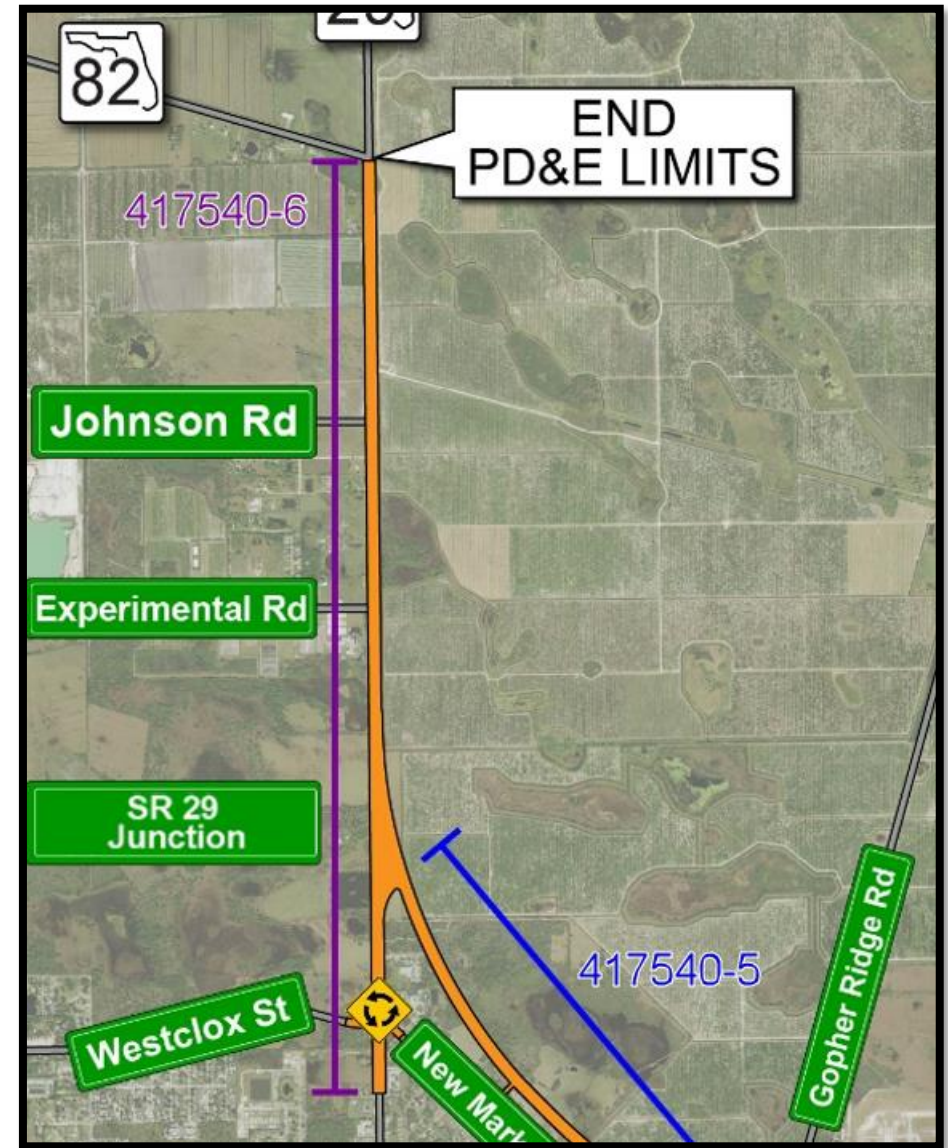 82
END
PD&E LIMITS
417540-6
Johnson Rd
Experimental Rd
SR 29
Junction
417540-5
Gopher Ridge Rd
Westclox St
New